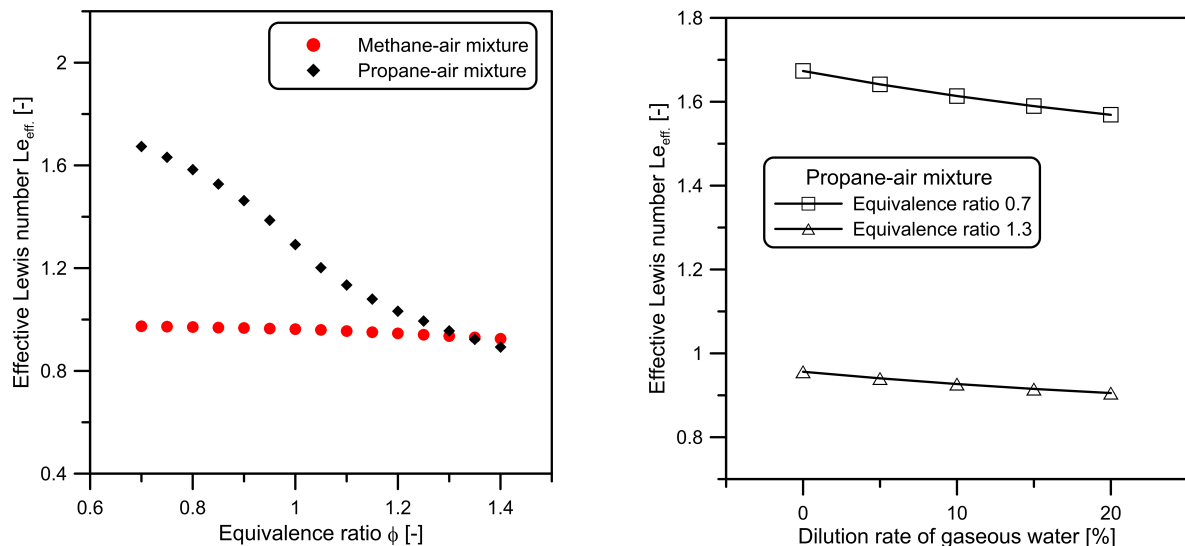 Effective Lewis number Le_eff. [-]
2
1.6
1.2
0.8
0.4
Methane-air mixture
Propane-air mixture
0.6
0.8
1
1.2
1.4
Equivalence ratio ϕ [-]
Effective Lewis number Le_eff. [-]
1.8
1.6
1.4
1.2
1
0.8
Propane-air mixture
Equivalence ratio 0.7
Equivalence ratio 1.3
0
5
10
15
20
Dilution rate of gaseous water [%]